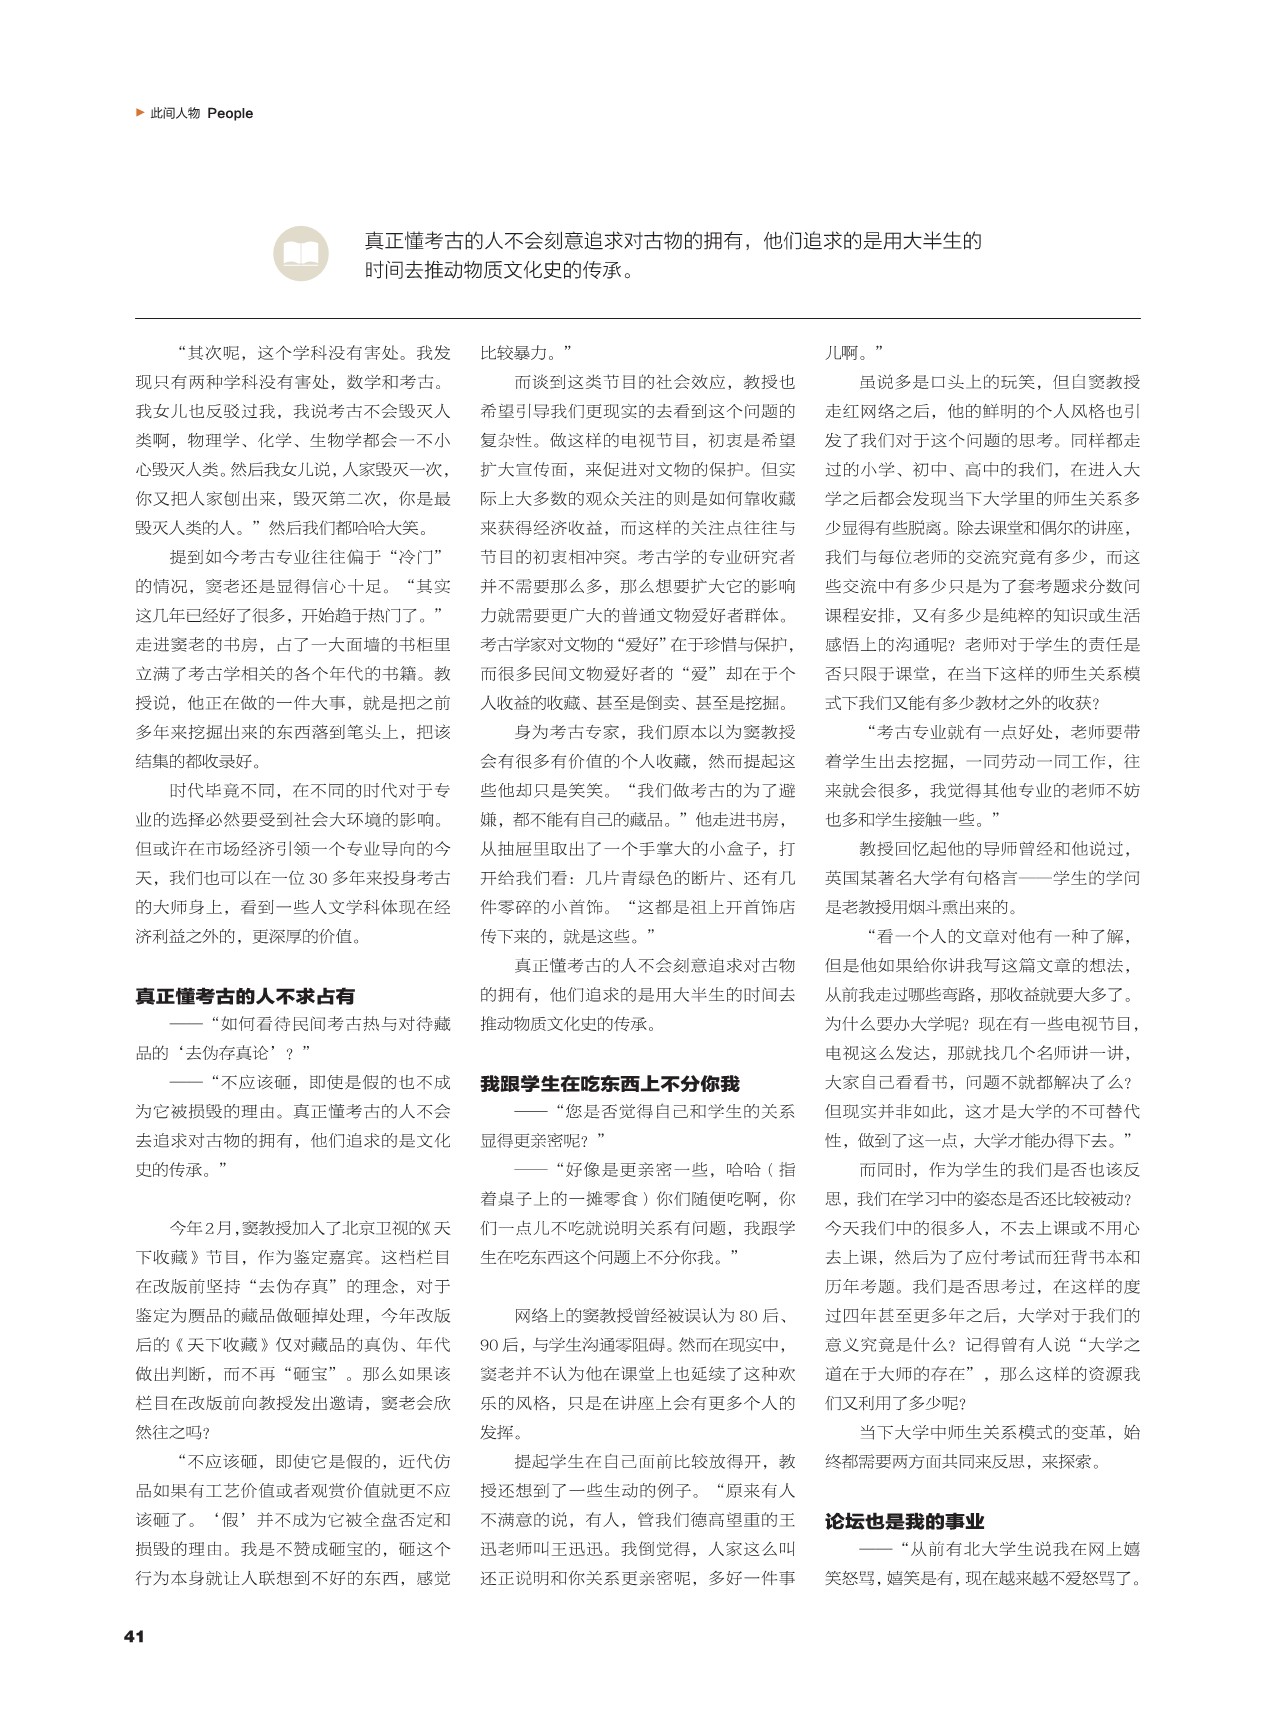 此间人物 People
真正懂考古的人不会刻意追求对古物的拥有，他们追求的是用大半生的
时间去推动物质文化史的传承。
“其次呢，这个学科没有害处。我发
现只有两种学科没有害处，数学和考古。
我女儿也反驳过我，我说考古不会毁灭人
类啊，物理学、化学、生物学都会一不小
心毁灭人类。然后我女儿说，人家毁灭一次，
你又把人家刨出来，毁灭第二次，你是最
毁灭人类的人。”然后我们都哈哈大笑。
提到如今考古专业往往偏于“冷门”
的情况，窦老还是显得信心十足。“其实
这几年已经好了很多，开始趋于热门了。”
走进窦老的书房，占了一大面墙的书柜里
立满了考古学相关的各个年代的书籍。教
授说，他正在做的一件大事，就是把之前
多年来挖掘出来的东西落到笔头上，把该
结集的都收录好。
时代毕竟不同，在不同的时代对于专
业的选择必然要受到社会大环境的影响。
但或许在市场经济引领一个专业导向的今
天，我们也可以在一位 30 多年来投身考古
的大师身上，看到一些人文学科体现在经
济利益之外的，更深厚的价值。
真正懂考古的人不求占有
——“如何看待民间考古热与对待藏
品的‘去伪存真论’？”
——“不应该砸，即使是假的也不成
为它被损毁的理由。真正懂考古的人不会
去追求对古物的拥有，他们追求的是文化
史的传承。”
今年2月，窦教授加入了北京卫视的《天
下收藏》节目，作为鉴定嘉宾。这档栏目
在改版前坚持“去伪存真”的理念，对于
鉴定为赝品的藏品做砸掉处理，今年改版
后的《天下收藏》仅对藏品的真伪、年代
做出判断，而不再“砸宝”。那么如果该
栏目在改版前向教授发出邀请，窦老会欣
然往之吗？
“不应该砸，即使它是假的，近代仿
品如果有工艺价值或者观赏价值就更不应
该砸了。‘假’并不成为它被全盘否定和
损毁的理由。我是不赞成砸宝的，砸这个
行为本身就让人联想到不好的东西，感觉
比较暴力。”
而谈到这类节目的社会效应，教授也
希望引导我们更现实的去看到这个问题的
复杂性。做这样的电视节目，初衷是希望
扩大宣传面，来促进对文物的保护。但实
际上大多数的观众关注的则是如何靠收藏
来获得经济收益，而这样的关注点往往与
节目的初衷相冲突。考古学的专业研究者
并不需要那么多，那么想要扩大它的影响
力就需要更广大的普通文物爱好者群体。
考古学家对文物的“爱好”在于珍惜与保护，
而很多民间文物爱好者的“爱”却在于个
人收益的收藏、甚至是倒卖、甚至是挖掘。
身为考古专家，我们原本以为窦教授
会有很多有价值的个人收藏，然而提起这
些他却只是笑笑。“我们做考古的为了避
嫌，都不能有自己的藏品。”他走进书房，
从抽屉里取出了一个手掌大的小盒子，打
开给我们看：几片青绿色的断片、还有几
件零碎的小首饰。“这都是祖上开首饰店
传下来的，就是这些。”
真正懂考古的人不会刻意追求对古物
的拥有，他们追求的是用大半生的时间去
推动物质文化史的传承。
我跟学生在吃东西上不分你我
——“您是否觉得自己和学生的关系
显得更亲密呢？”
——“好像是更亲密一些，哈哈（指
着桌子上的一摊零食）你们随便吃啊，你
们一点儿不吃就说明关系有问题，我跟学
生在吃东西这个问题上不分你我。”
网络上的窦教授曾经被误认为 80 后、
90 后，与学生沟通零阻碍。然而在现实中，
窦老并不认为他在课堂上也延续了这种欢
乐的风格，只是在讲座上会有更多个人的
发挥。
提起学生在自己面前比较放得开，教
授还想到了一些生动的例子。“原来有人
不满意的说，有人，管我们德高望重的王
迅老师叫王迅迅。我倒觉得，人家这么叫
还正说明和你关系更亲密呢，多好一件事
儿啊。”
虽说多是口头上的玩笑，但自窦教授
走红网络之后，他的鲜明的个人风格也引
发了我们对于这个问题的思考。同样都走
过的小学、初中、高中的我们，在进入大
学之后都会发现当下大学里的师生关系多
少显得有些脱离。除去课堂和偶尔的讲座，
我们与每位老师的交流究竟有多少，而这
些交流中有多少只是为了套考题求分数问
课程安排，又有多少是纯粹的知识或生活
感悟上的沟通呢？老师对于学生的责任是
否只限于课堂，在当下这样的师生关系模
式下我们又能有多少教材之外的收获？
“考古专业就有一点好处，老师要带
着学生出去挖掘，一同劳动一同工作，往
来就会很多，我觉得其他专业的老师不妨
也多和学生接触一些。”
教授回忆起他的导师曾经和他说过，
英国某著名大学有句格言——学生的学问
是老教授用烟斗熏出来的。
“看一个人的文章对他有一种了解，
但是他如果给你讲我写这篇文章的想法，
从前我走过哪些弯路，那收益就要大多了。
为什么要办大学呢？现在有一些电视节目，
电视这么发达，那就找几个名师讲一讲，
大家自己看看书，问题不就都解决了么？
但现实并非如此，这才是大学的不可替代
性，做到了这一点，大学才能办得下去。”
而同时，作为学生的我们是否也该反
思，我们在学习中的姿态是否还比较被动？
今天我们中的很多人，不去上课或不用心
去上课，然后为了应付考试而狂背书本和
历年考题。我们是否思考过，在这样的度
过四年甚至更多年之后，大学对于我们的
意义究竟是什么？记得曾有人说“大学之
道在于大师的存在”，那么这样的资源我
们又利用了多少呢？
当下大学中师生关系模式的变革，始
终都需要两方面共同来反思，来探索。
论坛也是我的事业
——“从前有北大学生说我在网上嬉
笑怒骂，嬉笑是有，现在越来越不爱怒骂了。
41